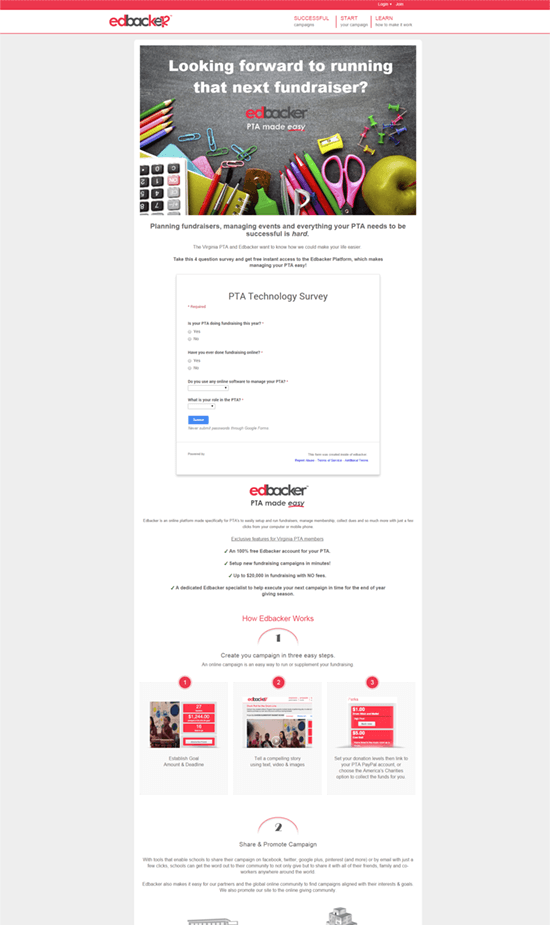 Login
Join
edbacker
SUCCESSFUL
campaigns
START
your campaign
LEARN
how to make it work
Looking forward to running
that next fundraiser?
edbacker
PTA made easy
Planning fundraisers, managing events and everything your PTA needs to be
successful is hard.
The Virginia PTA and Edbacker want to know how we could make your life easier.
Take this 4 question survey and get free instant access to the Edbacker Platform, which makes
managing your PTA easy!
PTA Technology Survey
* Required
Is your PTA doing fundraising this year? *
Yes
No
Have you ever done fundraising online? *
Yes
No
Do you use any online software to manage your PTA? *
What is your role in the PTA? *
Submit
Never submit passwords through Google Forms.
Powered by
This form was created inside of edbacker.
Report Abuse - Terms of Service - Additional Terms
edbacker
PTA made easy
EdBacker is an online platform made specifically for PTA's to easily setup and run fundraisers, manage membership, collect dues and so much more with just a few
clicks from your computer or mobile phone
Exclusive features for Virginia PTA members
✓ An 100% free Edbacker account for your PTA.
✓ Setup new fundraising campaigns in minutes!
✓ Up to $20,000 in fundraising with NO fees.
✓ A dedicated Edbacker specialist to help execute your next campaign in time for the end of year
giving season.
How Edbacker Works
1
Create you campaign in three easy steps.
An online campaign is an easy way to run or supplement your fundraising
1
2
3
27
$1,244.00
16
edbacker
$1.00
$5.00
Establish Goal
Amount & Deadline
Tell a compelling story
using text, video & images
Set your donation levels then link to
your PTA PayPal account, or
choose the America's Charities
option to collect the funds for you.
2
Share & Promote Campaign
With tools that enable schools to share their campaign on facebook, twitter, google plus, pinterest (and more) or by email with just a
few clicks, schools can get the word out to their community to not only give but to share it with all of their friends, family and co-
workers anywhere around the world.
Edbacker also makes it easy for our partners and the global online community to find campaigns aligned with their interests & goals.
We also promote our site to the online giving community